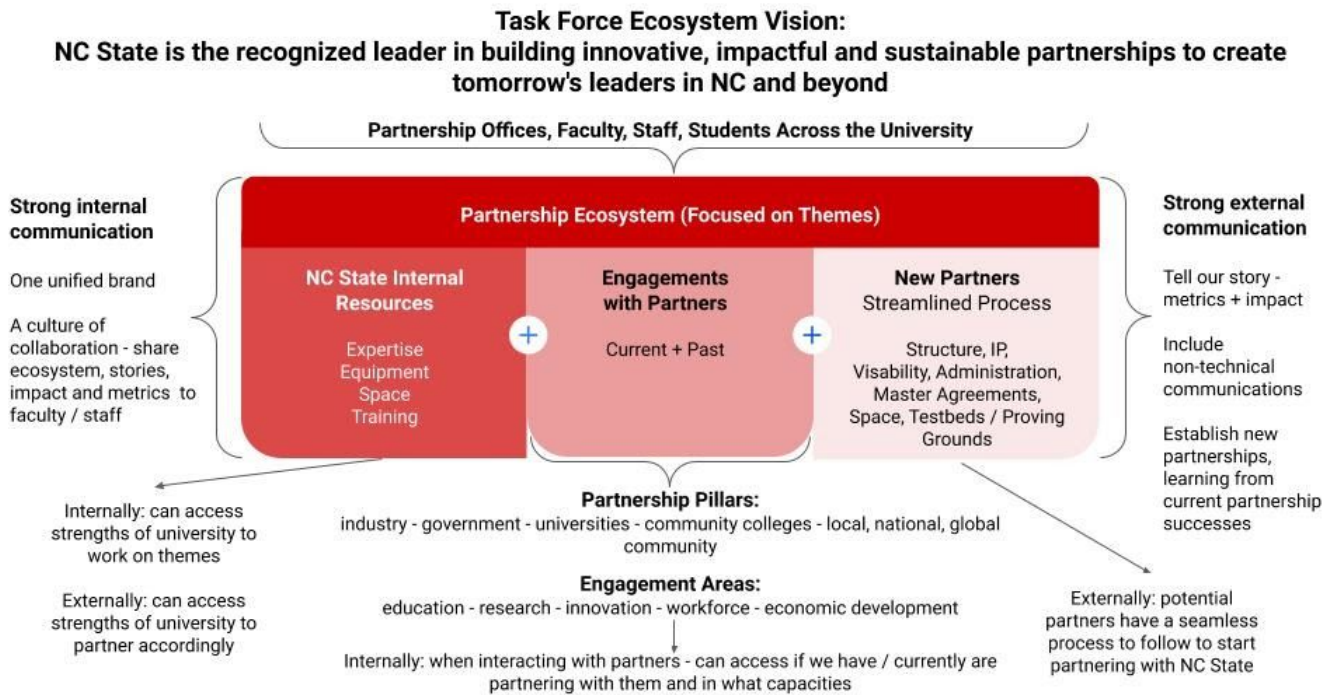 Task Force Ecosystem Vision:
NC State is the recognized leader in building innovative, impactful and sustainable partnerships to create
tomorrow's leaders in NC and beyond
Partnership Offices, Faculty, Staff, Students Across the University
Strong internal
communication
One unified brand
A culture of
collaboration - share
ecosystem, stories,
impact and metrics to
faculty / staff
Partnership Ecosystem (Focused on Themes)
NC State Internal
Resources
Expertise
Equipment
Space
Training
+
Engagements
with Partners
Current + Past
+
New Partners
Streamlined Process
Structure, IP,
Visability, Administration,
Master Agreements,
Space, Testbeds / Proving
Grounds
Strong external
communication
Tell our story -
metrics + impact
Include
non-technical
communications
Establish new
partnerships,
learning from
current partnership
successes
Internally: can access
strengths of university to
work on themes
Externally: can access
strengths of university to
partner accordingly
Partnership Pillars:
industry - government - universities - community colleges - local, national, global
community
Engagement Areas:
education - research - innovation - workforce - economic development
Internally: when interacting with partners - can access if we have / currently are
partnering with them and in what capacities
Externally: potential
partners have a seamless
process to follow to start
partnering with NC State